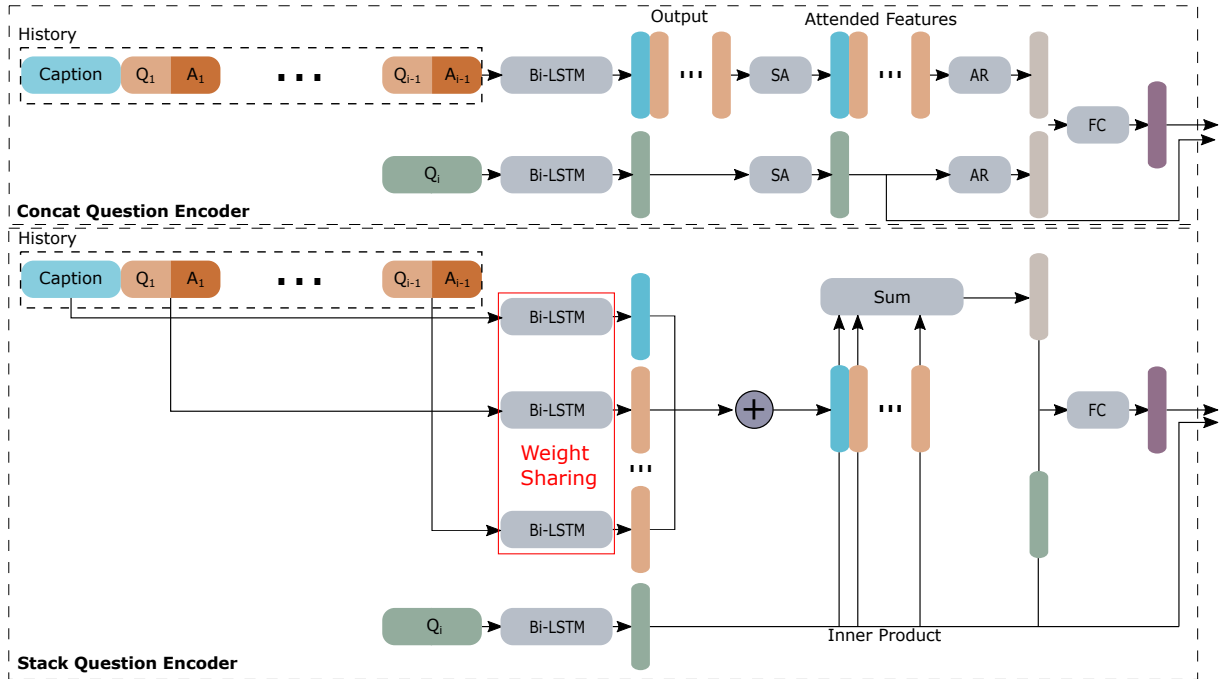 Output
Attended Features
History
Caption Q1 A1 ... Qi-1 Ai-1 Bi-LSTM ... SA ... AR
FC
Qi Bi-LSTM SA AR
Concat Question Encoder
History
Caption Q1 A1 ... Qi-1 Ai-1
Sum
Bi-LSTM
Bi-LSTM + ... FC
Weight
Sharing
...
Bi-LSTM
Qi Bi-LSTM
Inner Product
Stack Question Encoder